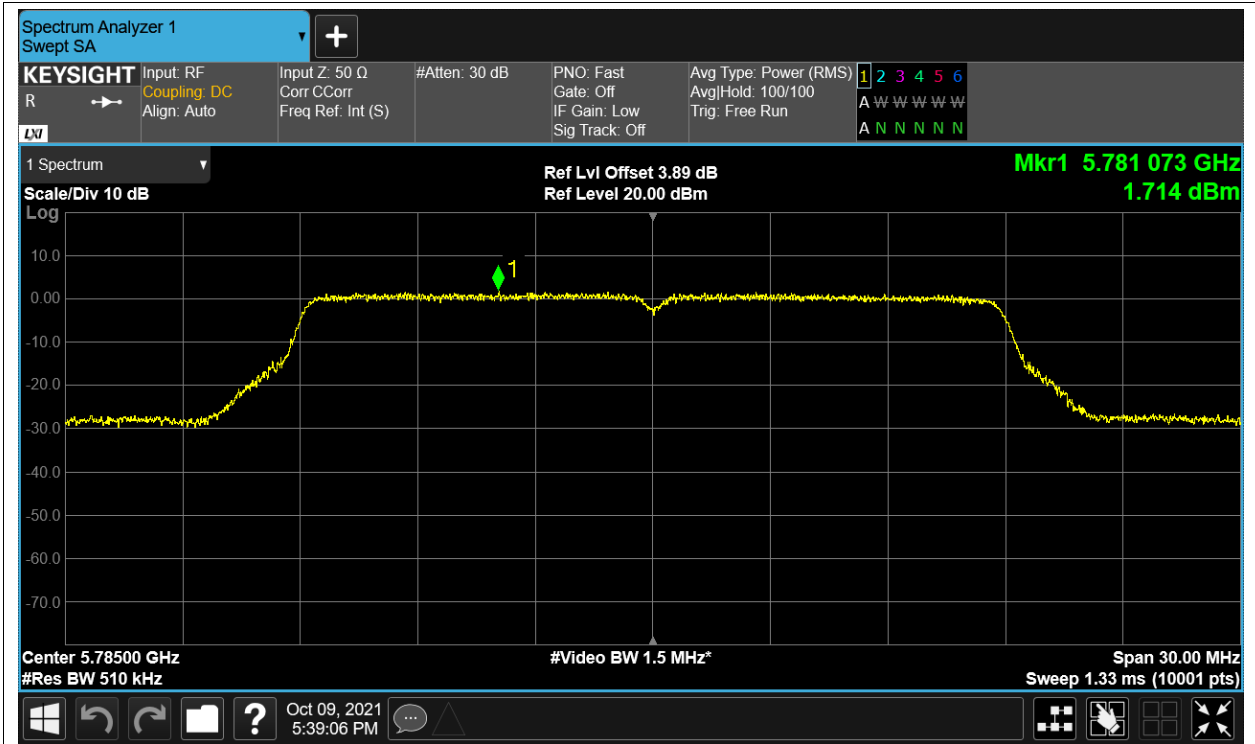 Spectrum Analyzer 1
Swept SA
+
KEYSIGHT
R
LXI
Input: RF
Coupling: DC
Align: Auto
Input Z: 50 Ω
Corr CCorr
Freq Ref: Int (S)
#Atten: 30 dB
PNO: Fast
Gate: Off
IF Gain: Low
Sig Track: Off
Avg Type: Power (RMS)
Avg|Hold: 100/100
Trig: Free Run
1 2 3 4 5 6
A W W W W W
A N N N N N
1 Spectrum
Scale/Div 10 dB
Log
Ref Lvl Offset 3.89 dB
Ref Level 20.00 dBm
Mkr1 5.781 073 GHz
1.714 dBm
10.0
1
0.00
-10.0
-20.0
-30.0
-40.0
-50.0
-60.0
-70.0
Center 5.78500 GHz
#Res BW 510 kHz
#Video BW 1.5 MHz*
Span 30.00 MHz
Sweep 1.33 ms (10001 pts)
?
Oct 09, 2021
5:39:06 PM